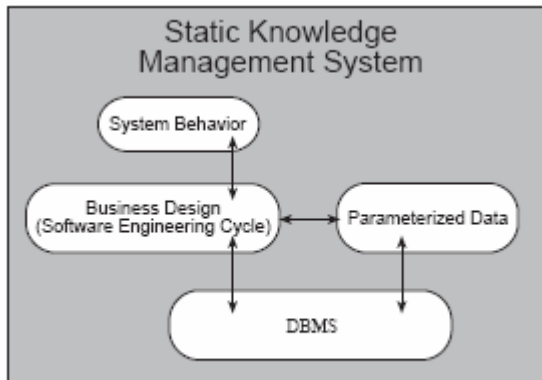 Static Knowledge
Management System
System Behavior
Business Design
(Software Engineering Cycle)
Parameterized Data
DBMS